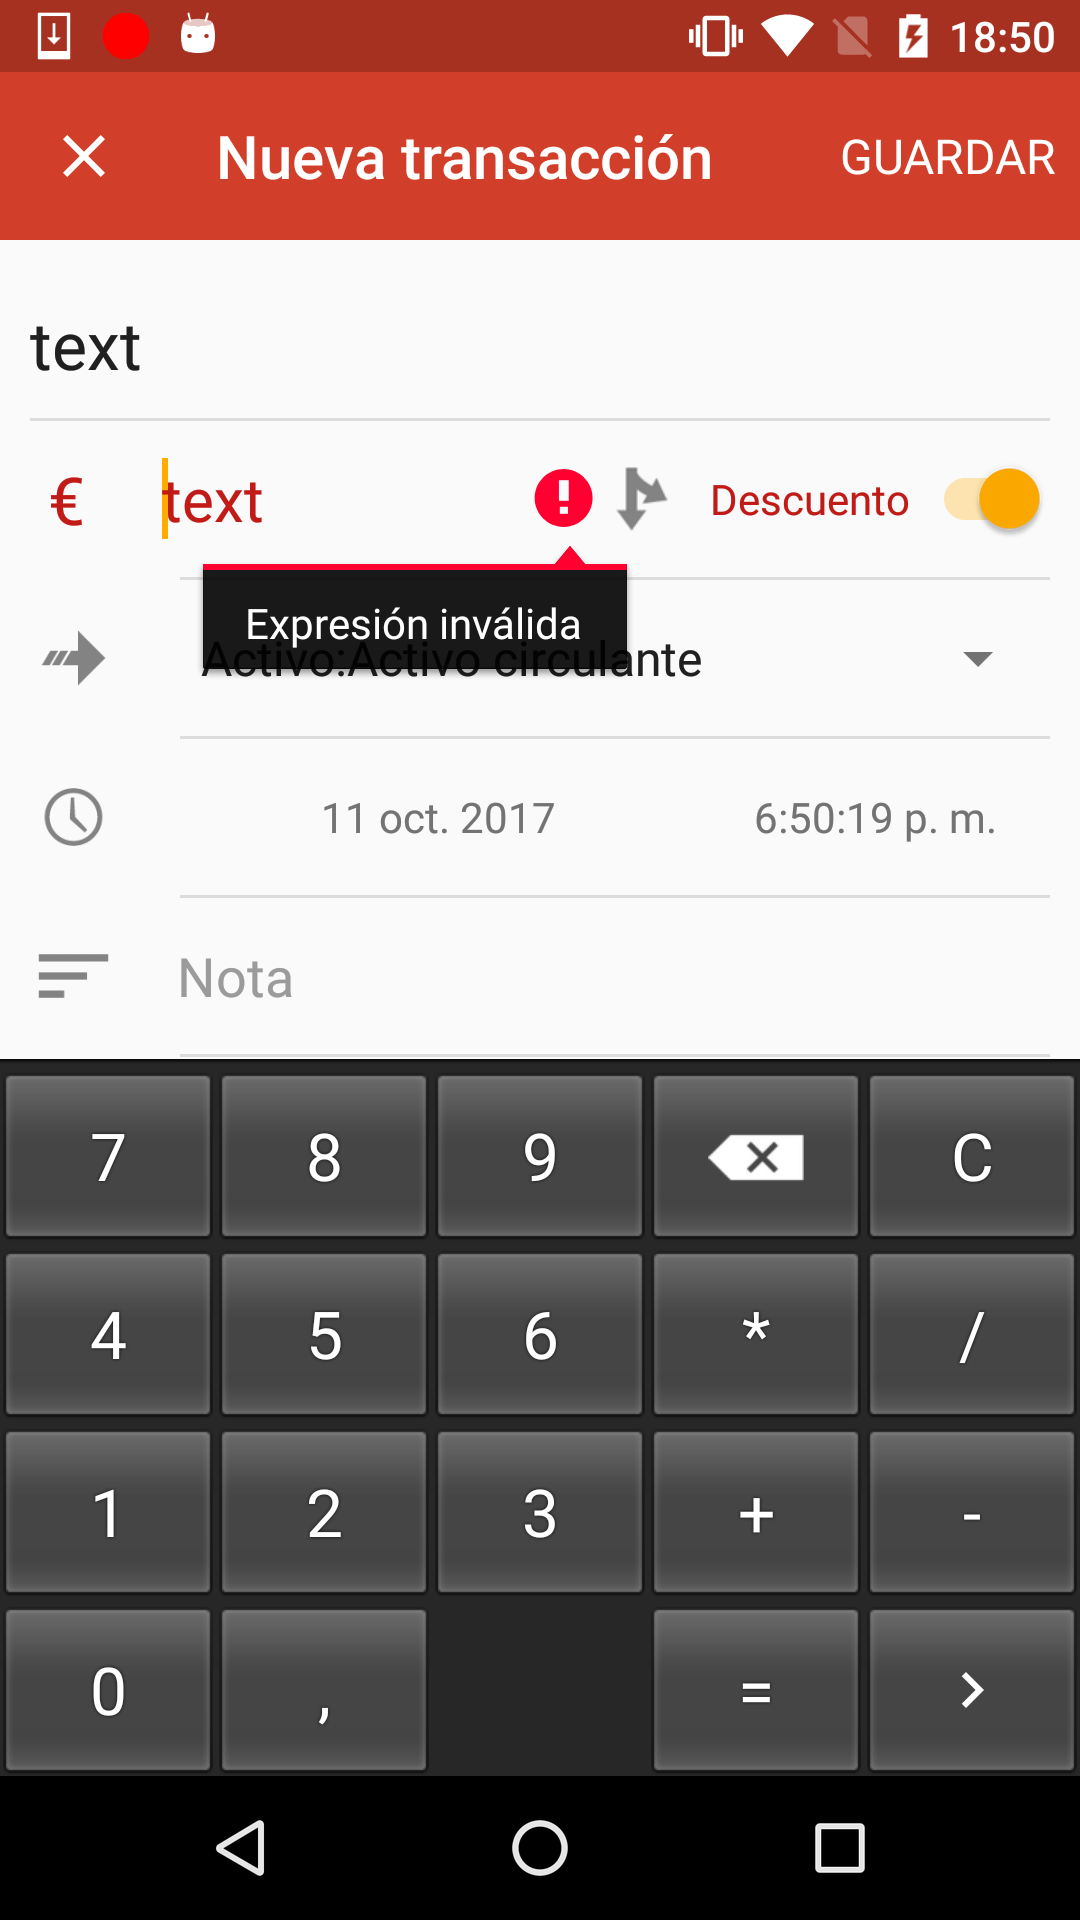 18:50
Nueva transacción GUARDAR
text
€ text Descuento
Expresión inválida
Activo:Activo circulante
11 oct. 2017 6:50:19 p. m.
Nota
7 8 9 C
4 5 6 * /
1 2 3 + -
0 , = >